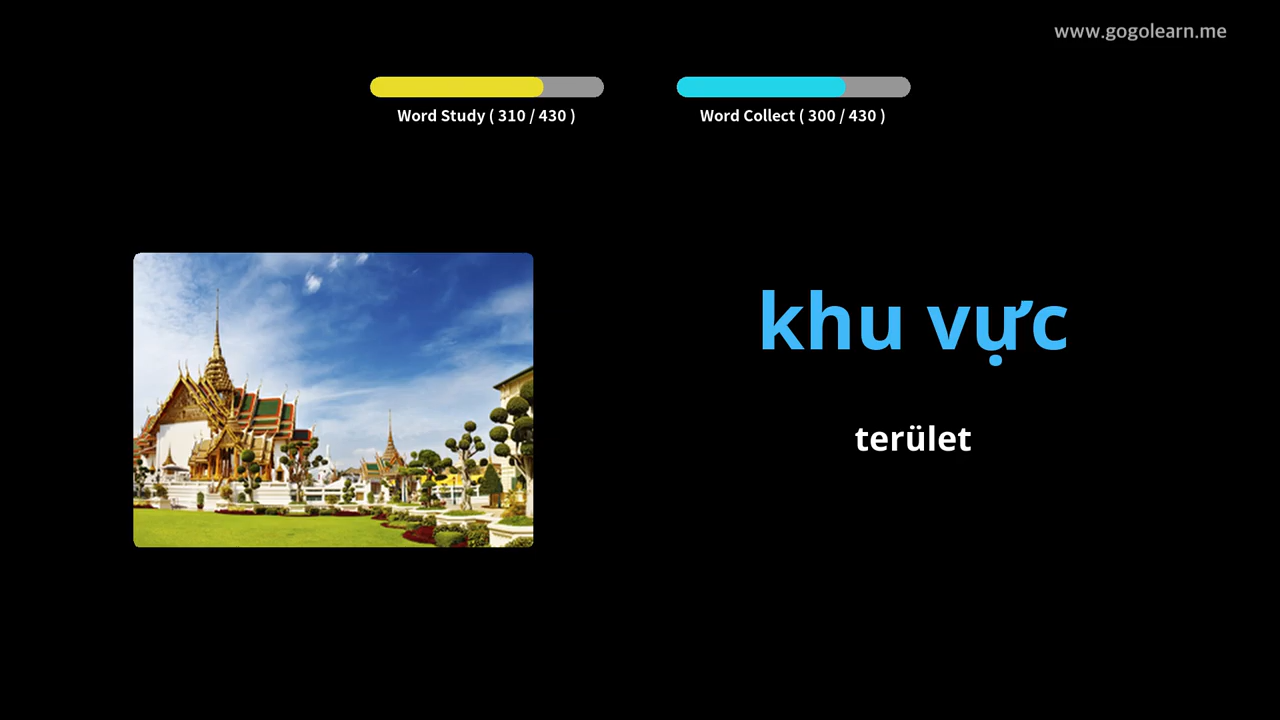 www.gogolearn.me
Word Study ( 310 / 430 )
Word Collect ( 300 / 430 )
khu vực
terület